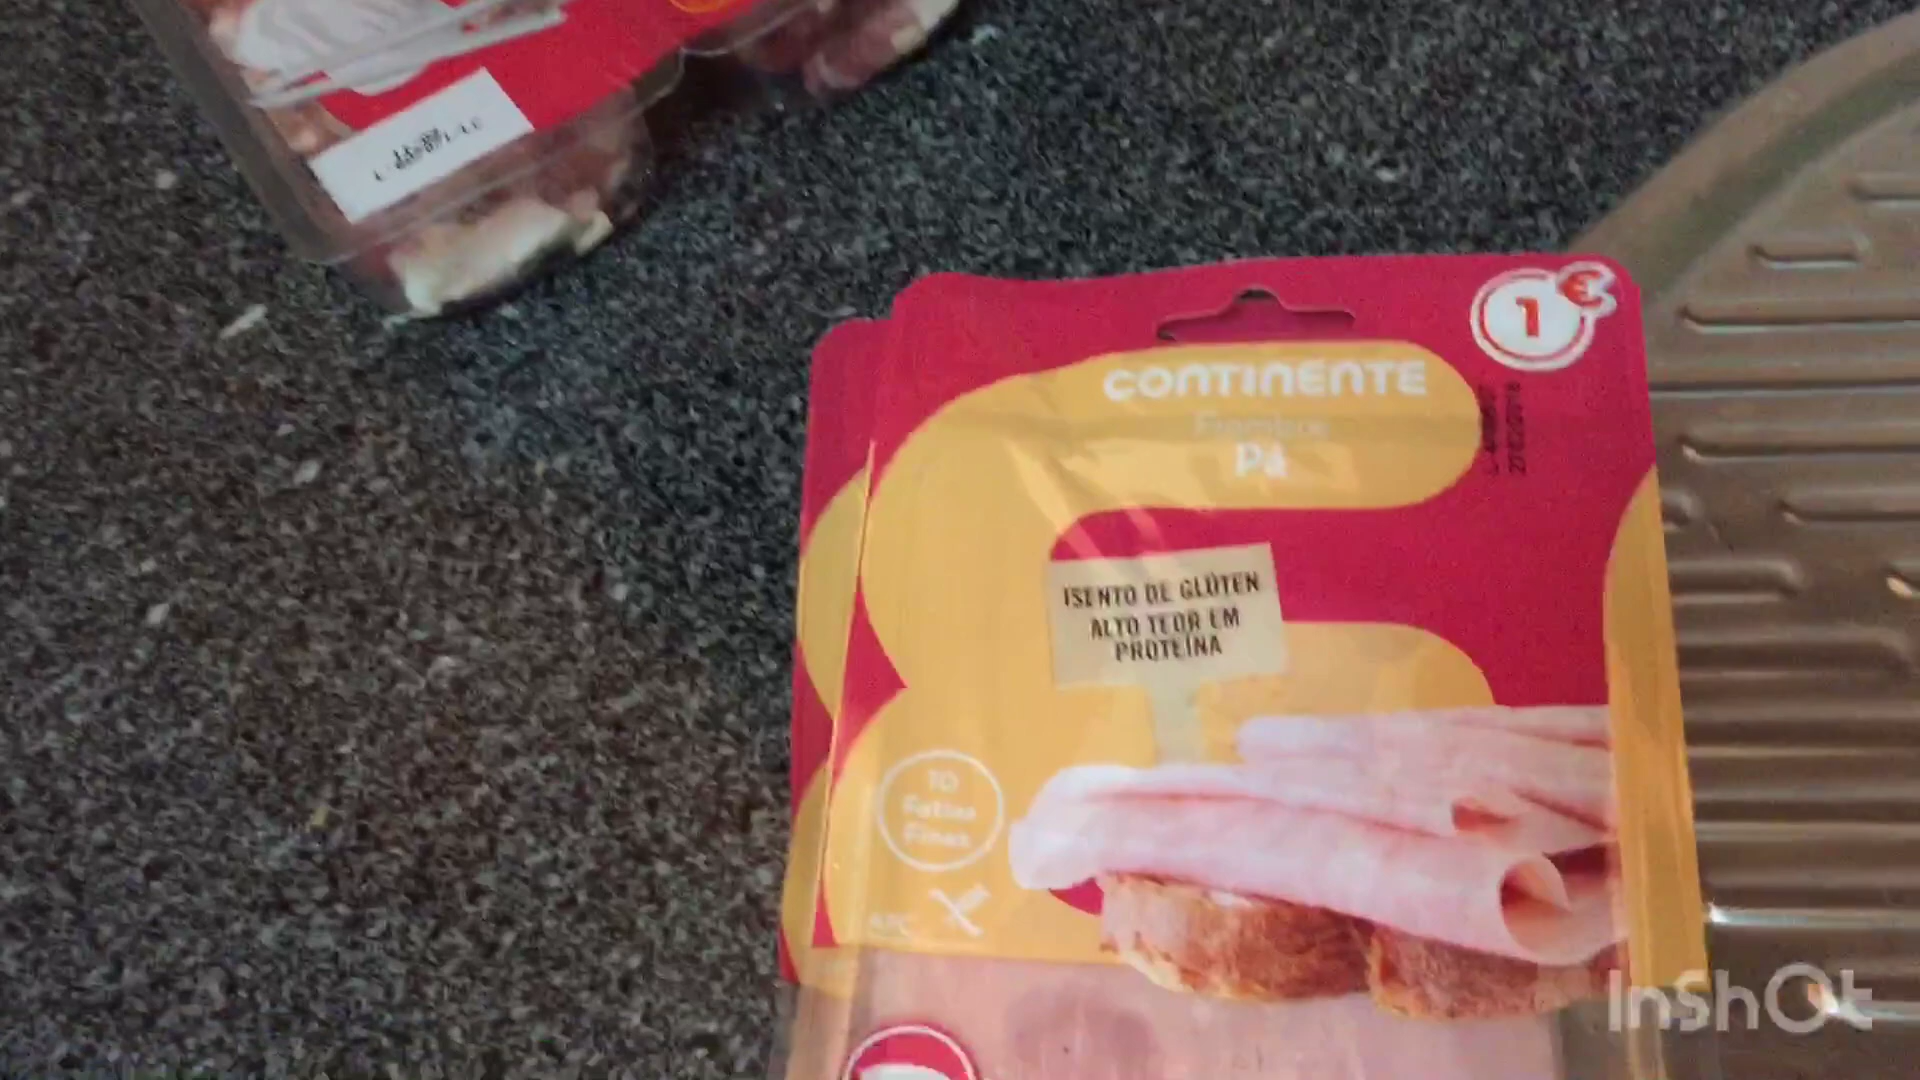 1€
CONTINENTE
Fiambre
Pá
ISENTO DE GLÚTEN
ALTO TEOR EM
PROTEÍNA
10
Fatias
Finas
InShOt